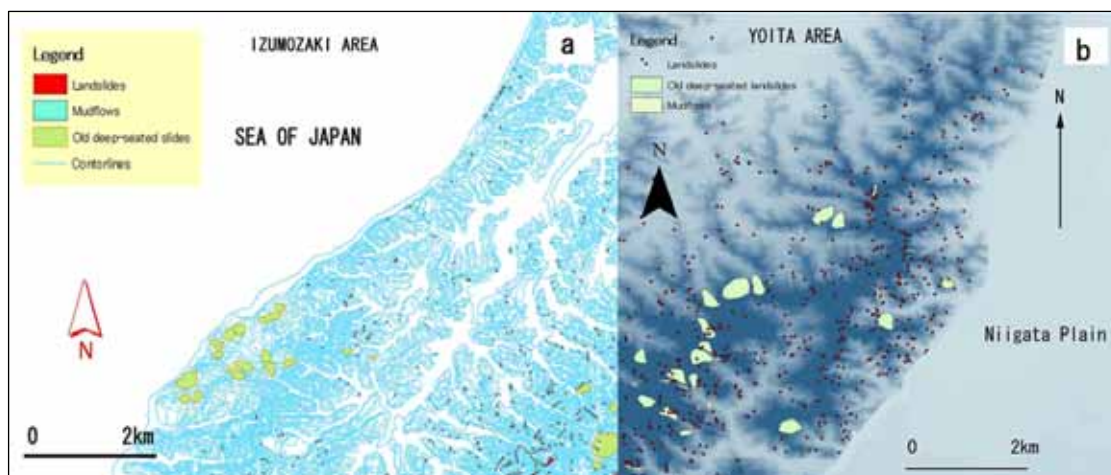 IZUMOZAKI AREA
a
Legend
Landslides
Mudflows
Old deep-seated slides
Contorlines
SEA OF JAPAN
N
0 2km
YOITA AREA
b
Legend
Landslides
Old deep-seated landslides
Mudflows
N
N
Niigata Plain
0 2km